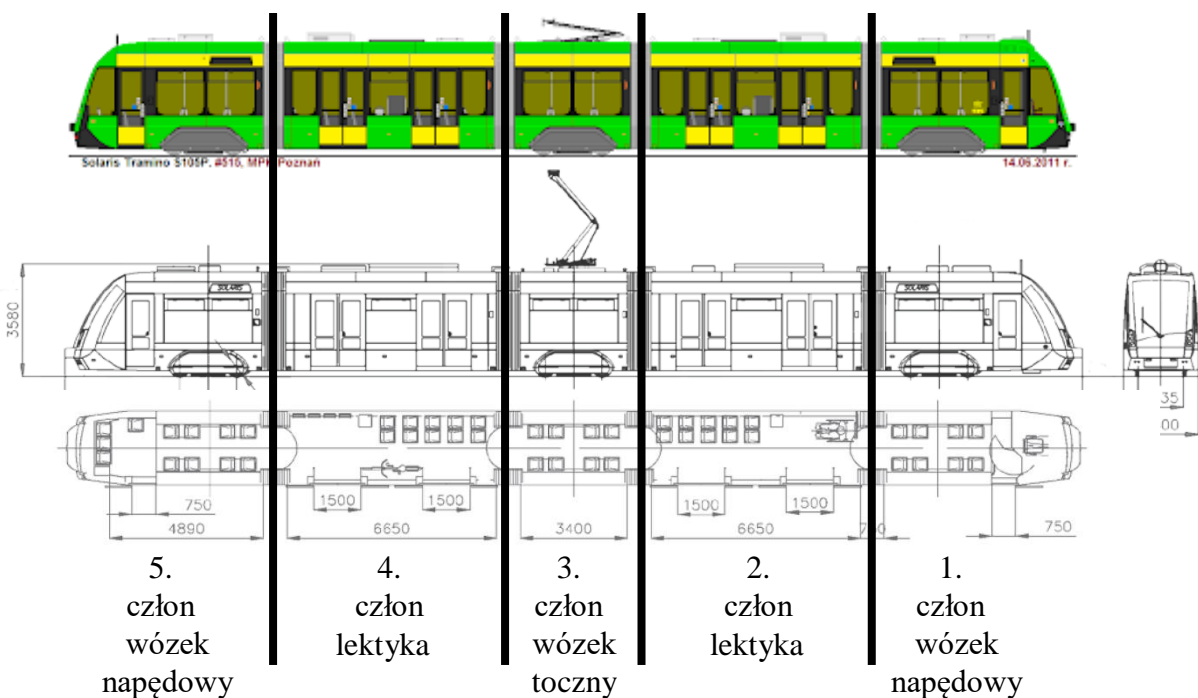 Solaris Tramino S105P, #516, MPK Poznań 14.06.2011 r.
3580
SOLARIS SOLARIS
35
00
1500 1500 1500 1500
750 750
4890 6650 3400 6650
5. 4. 3. 2. 1.
człon człon człon człon człon
wózek lektyka wózek lektyka wózek
napędowy toczny napędowy